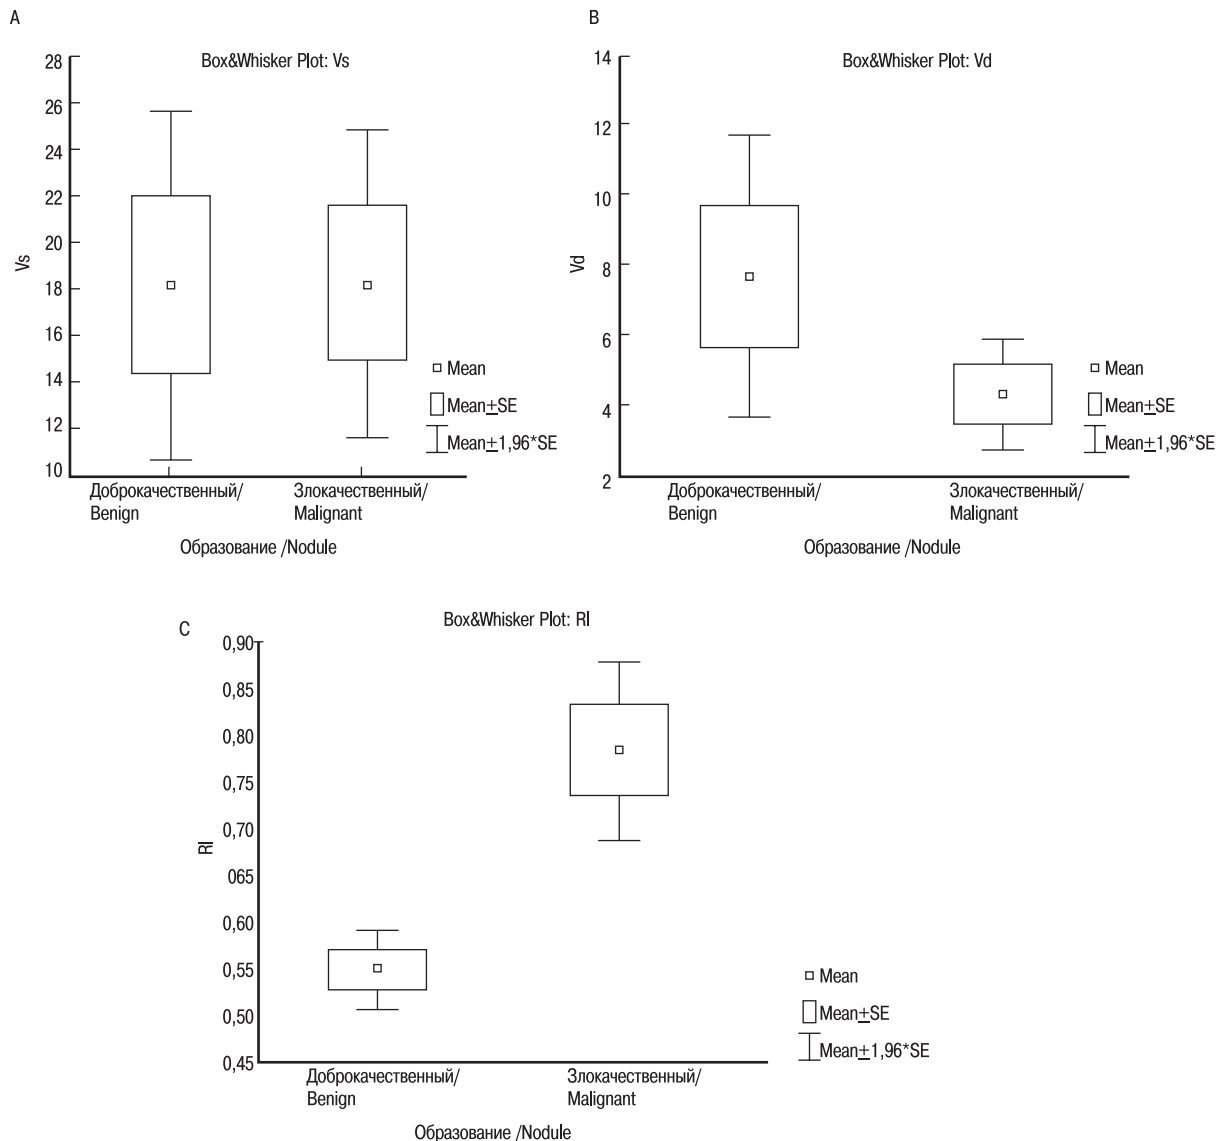 A
Box&Whisker Plot: Vs
28
26
24
22
20
18
16
14
12
10
Vs
Mean
Mean±SE
Mean±1,96*SE
Доброкачественный/
Benign
Злокачественный/
Malignant
Образование /Nodule
B
Box&Whisker Plot: Vd
14
12
10
8
6
4
2
Vd
Mean
Mean±SE
Mean±1,96*SE
Доброкачественный/
Benign
Злокачественный/
Malignant
Образование /Nodule
C
Box&Whisker Plot: RI
0,90
0,85
0,80
0,75
0,70
065
0,60
0,55
0,50
0,45
RI
Mean
Mean±SE
Mean±1,96*SE
Доброкачественный/
Benign
Злокачественный/
Malignant
Образование /Nodule